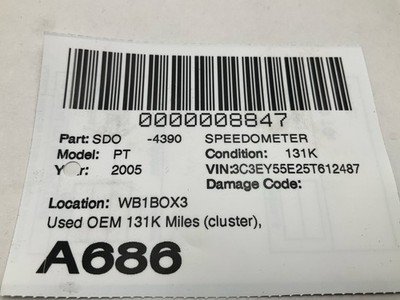 0000008847
Part: SDO -4390 SPEEDOMETER
Model: PT Condition: 131K
Year: 2005 VIN:3C3EY55E25T612487
Damage Code:
Location: WB1BOX3
Used OEM 131K Miles (cluster),
A686